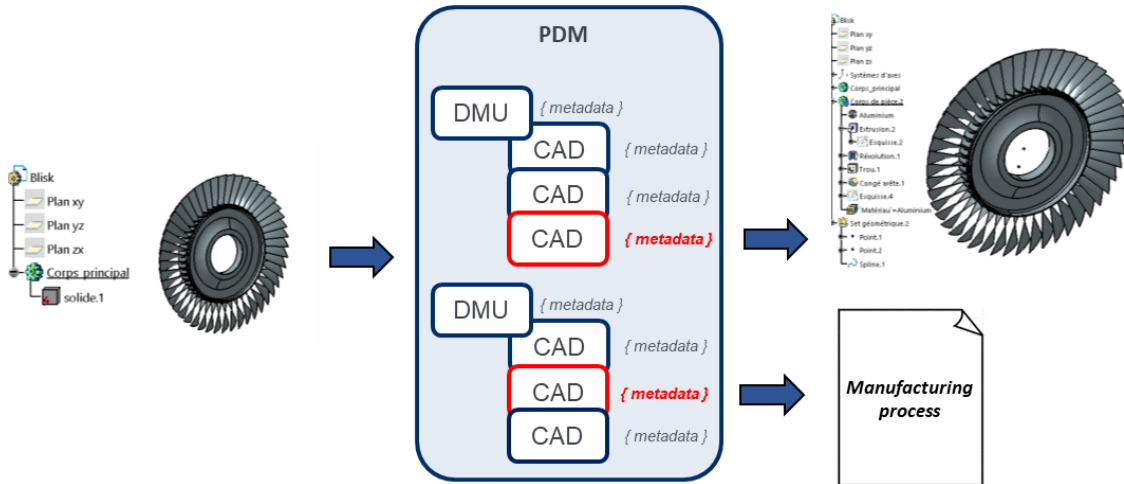 Blisk
Plan xy
Plan yz
Plan zx
Corps_principal
solide.1
PDM
DMU
{ metadata }
CAD
{ metadata }
CAD
{ metadata }
CAD
{ metadata }
DMU
{ metadata }
CAD
{ metadata }
CAD
{ metadata }
CAD
{ metadata }
Blisk
Plan xy
Plan yz
Plan zx
Systèmes d'axes
Corps_principal
Corps de pièce.2
Aluminium
Extrusion.2
Esquisse.2
Révolution.1
Trou.1
Congé arête.1
Esquisse.4
'Matériau'=Aluminium
Set géométrique.2
Point.1
Point.2
Spline.1
Manufacturing
process